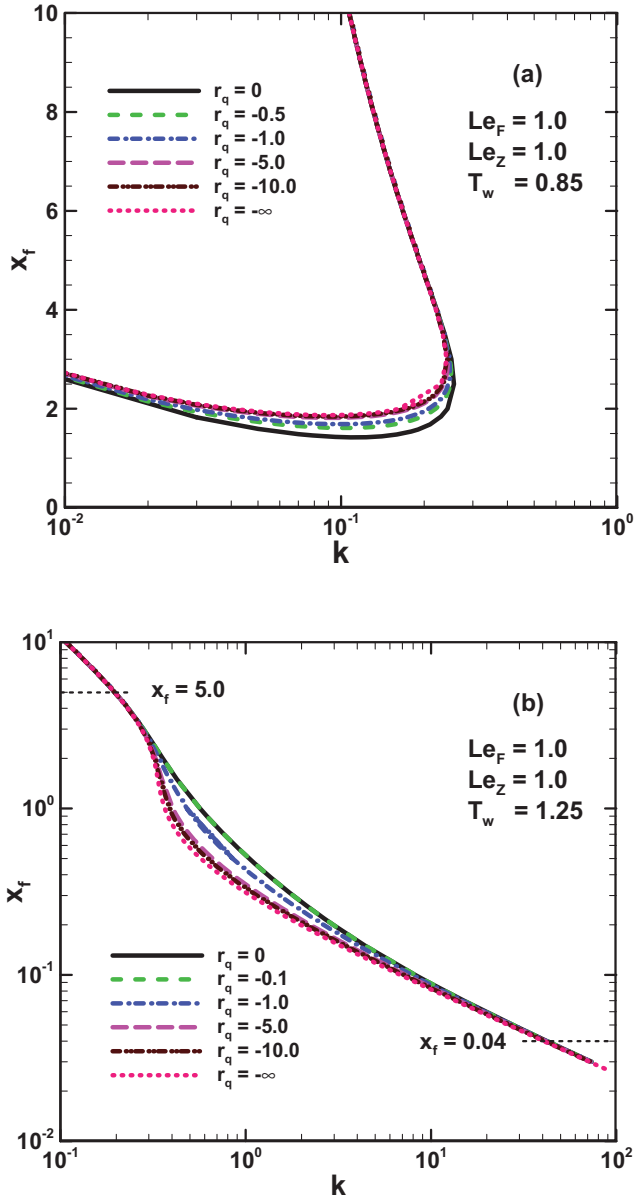 10
8
6
4
2
0
x_f
r_q = 0
r_q = -0.5
r_q = -1.0
r_q = -5.0
r_q = -10.0
r_q = -∞
(a)
Le_F = 1.0
Le_Z = 1.0
T_w = 0.85
10^-2 10^-1 10^0
k
10^1
10^0
10^-1
10^-2
x_f
x_f = 5.0
(b)
Le_F = 1.0
Le_Z = 1.0
T_w = 1.25
r_q = 0
r_q = -0.1
r_q = -1.0
r_q = -5.0
r_q = -10.0
r_q = -∞
x_f = 0.04
10^-1 10^0 10^1 10^2
k